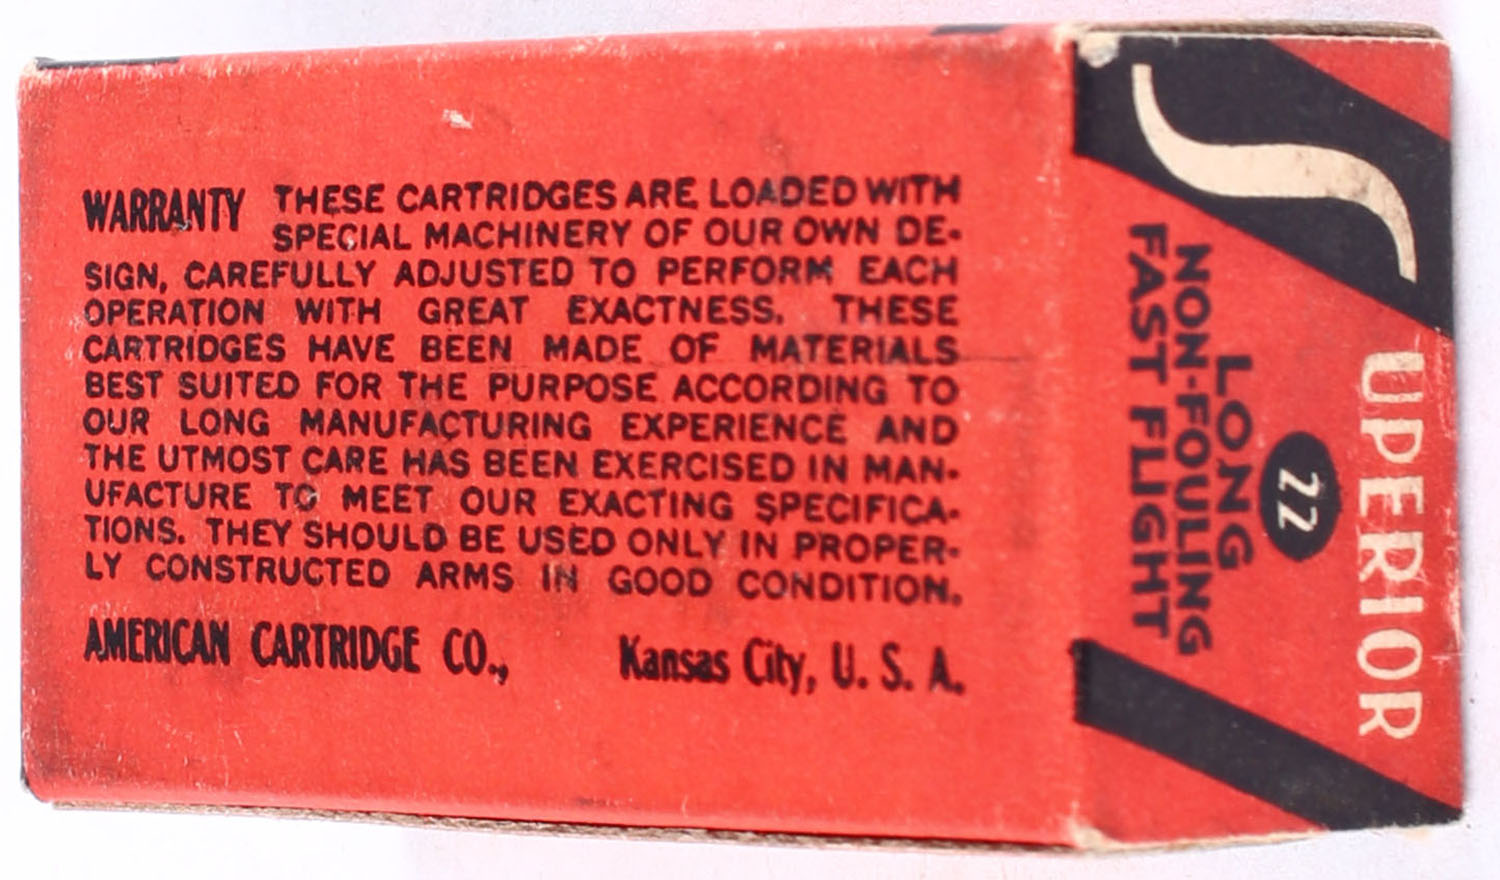 WARRANTY THESE CARTRIDGES ARE LOADED WITH
SPECIAL MACHINERY OF OUR OWN DE-
SIGN, CAREFULLY ADJUSTED TO PERFORM EACH
OPERATION WITH GREAT EXACTNESS. THESE
CARTRIDGES HAVE BEEN MADE OF MATERIALS
BEST SUITED FOR THE PURPOSE ACCORDING TO
OUR LONG MANUFACTURING EXPERIENCE AND
THE UTMOST CARE HAS BEEN EXERCISED IN MAN-
UFACTURE TO MEET OUR EXACTING SPECIFICA-
TIONS. THEY SHOULD BE USED ONLY IN PROPER-
LY CONSTRUCTED ARMS IN GOOD CONDITION.
AMERICAN CARTRIDGE CO., Kansas City, U. S. A.
SUPERIOR
22
LONG
NON-FOULING
FAST FLIGHT